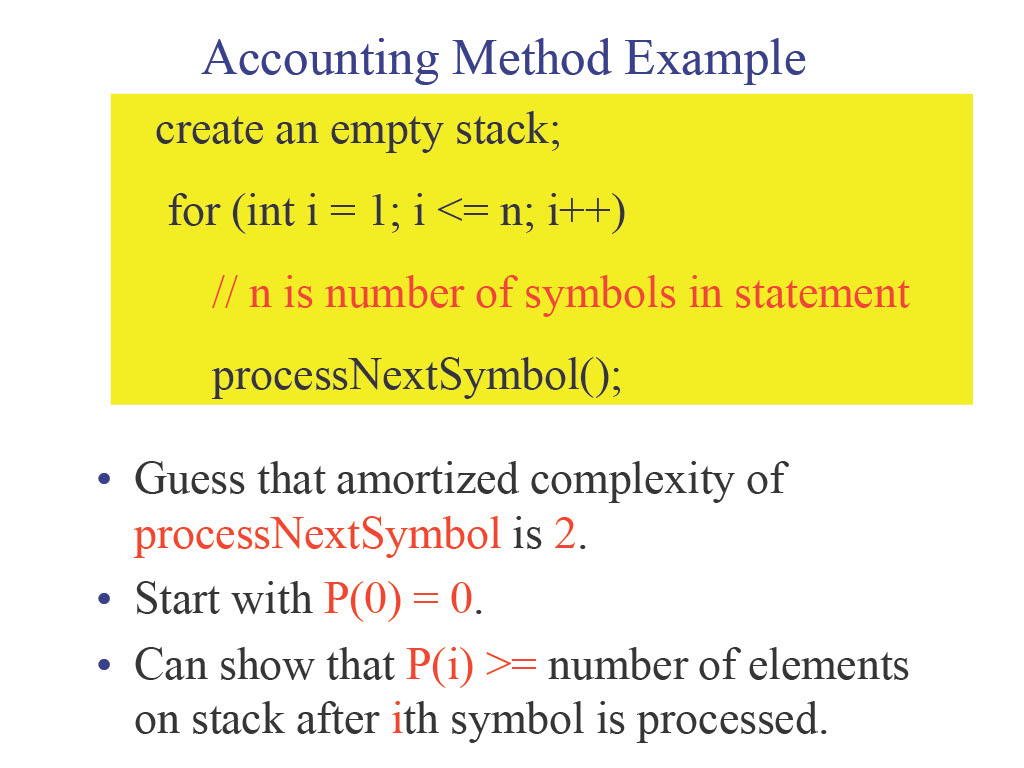 Accounting Method Example
create an empty stack;
for (int i = 1; i <= n; i++)
// n is number of symbols in statement
processNextSymbol();
• Guess that amortized complexity of
processNextSymbol is 2.
• Start with P(0) = 0.
• Can show that P(i) >= number of elements
on stack after ith symbol is processed.